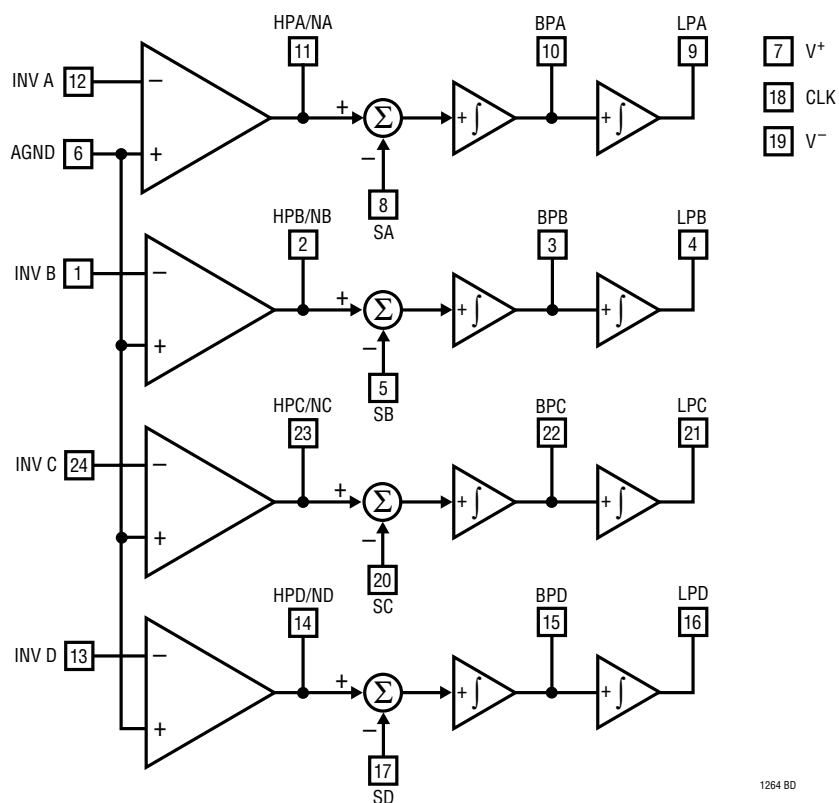 HPA/NA BPA LPA
11 10 9 7 V+
INV A 12 − + Σ + ∫ + ∫ 18 CLK
AGND 6 + − 19 V−
8
SA
HPB/NB BPB LPB
2 3 4
INV B 1 − + Σ + ∫ + ∫
+ −
5
SB
HPC/NC BPC LPC
23 22 21
INV C 24 − + Σ + ∫ + ∫
+ −
20
SC
HPD/ND BPD LPD
14 15 16
INV D 13 − + Σ + ∫ + ∫
+ −
17
SD
1264 BD